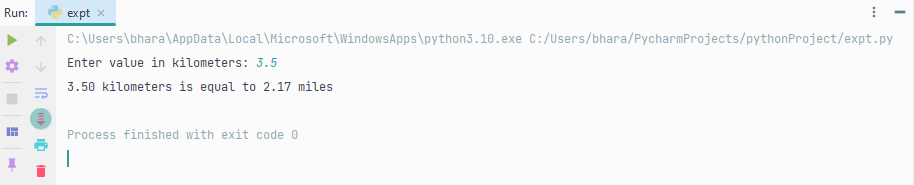 Run: expt
C:\Users\bhara\AppData\Local\Microsoft\WindowsApps\python3.10.exe C:/Users/bhara/PycharmProjects/pythonProject/expt.py
Enter value in kilometers: 3.5
3.50 kilometers is equal to 2.17 miles
Process finished with exit code 0